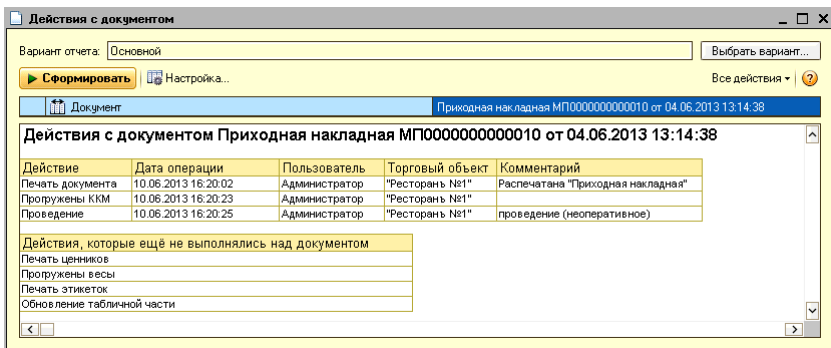 Действия с документом
Вариант отчета: Основной Выбрать вариант...
Сформировать Настройка... Все действия
Документ Приходная накладная МП0000000000010 от 04.06.2013 13:14:38
Действия с документом Приходная накладная МП0000000000010 от 04.06.2013 13:14:38
Действие Дата операции Пользователь Торговый объект Комментарий
Печать документа 10.06.2013 16:20:02 Администратор "Ресторанъ №1" Распечатана "Приходная накладная"
Прогружены ККМ 10.06.2013 16:20:23 Администратор "Ресторанъ №1"
Проведение 10.06.2013 16:20:25 Администратор "Ресторанъ №1" проведение (неоперативное)
Действия, которые ещё не выполнялись над документом
Печать ценников
Прогружены весы
Печать этикеток
Обновление табличной части